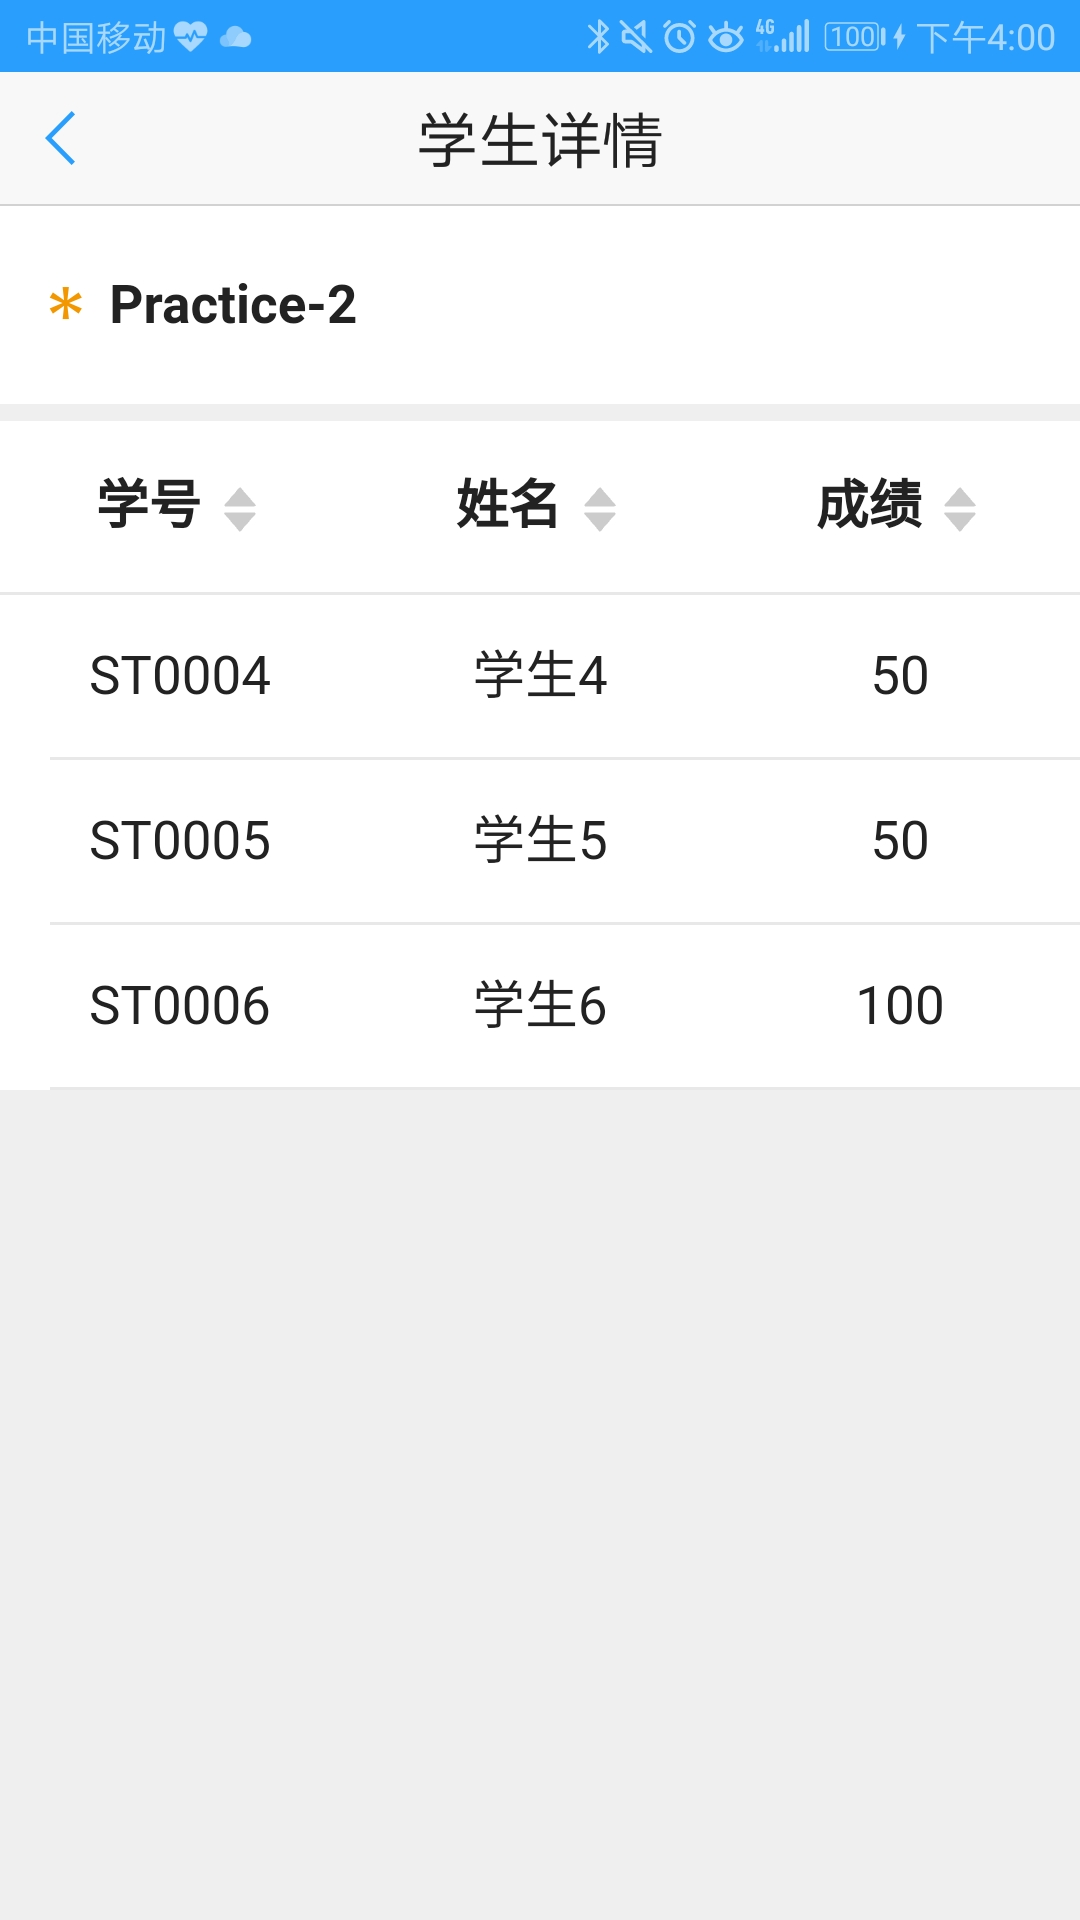 中国移动 4G 100 下午4:00
学生详情
* Practice-2
学号 姓名 成绩
ST0004 学生4 50
ST0005 学生5 50
ST0006 学生6 100